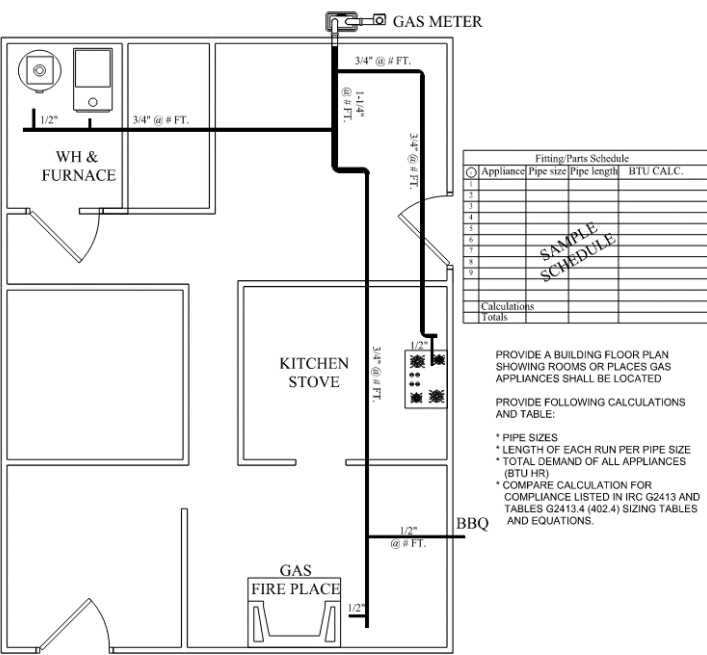 GAS METER
3/4" @ # FT.
1-1/4"
@ # FT.
1/2"
3/4" @ # FT.
3/4" @ # FT.
WH &
FURNACE
Fitting/Parts Schedule
Appliance Pipe size Pipe length BTU CALC.
1
2
3
4
5
6
7
8
9
SAMPLE
SCHEDULE
Calculations
Totals
1/2"
KITCHEN
STOVE
3/4" @ # FT.
PROVIDE A BUILDING FLOOR PLAN
SHOWING ROOMS OR PLACES GAS
APPLIANCES SHALL BE LOCATED
PROVIDE FOLLOWING CALCULATIONS
AND TABLE:
* PIPE SIZES
* LENGTH OF EACH RUN PER PIPE SIZE
* TOTAL DEMAND OF ALL APPLIANCES
(BTU HR)
* COMPARE CALCULATION FOR
COMPLIANCE LISTED IN IRC G2413 AND
TABLES G2413.4 (402.4) SIZING TABLES
AND EQUATIONS.
BBQ
1/2"
@ # FT.
GAS
FIRE PLACE
1/2"